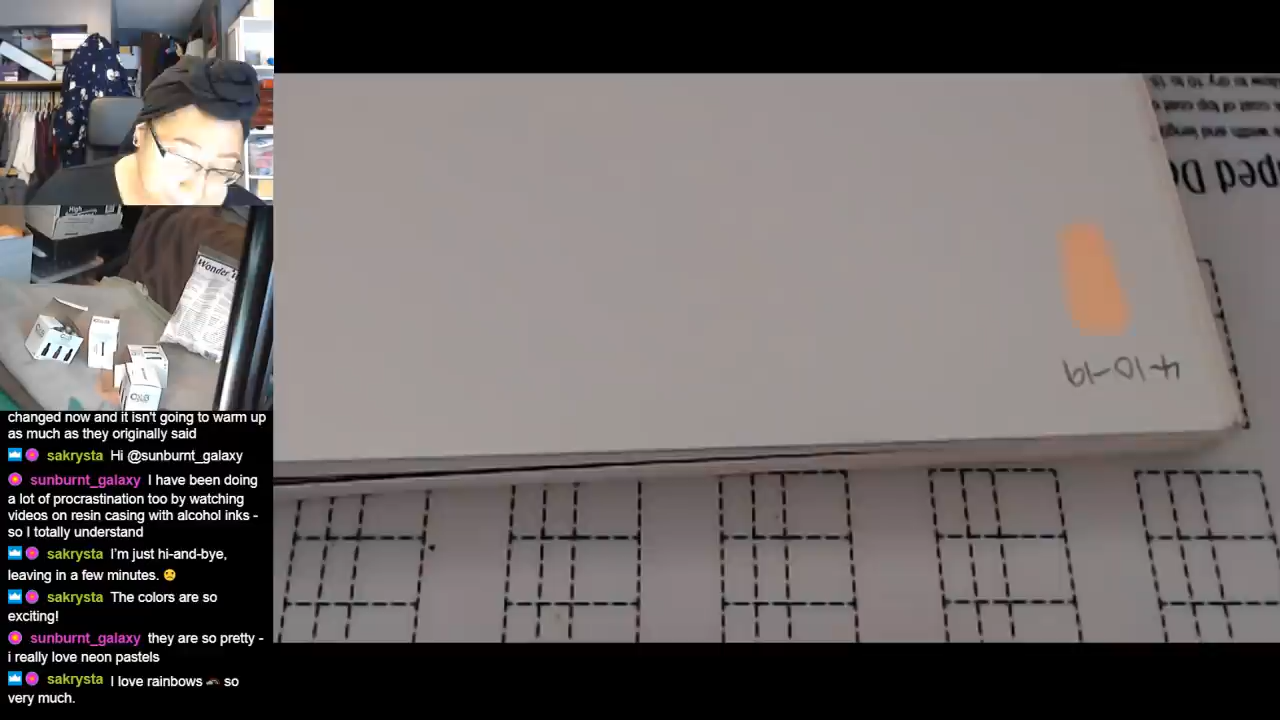 changed now and it isn't going to warm up
as much as they originally said
sakrysta Hi @sunburnt_galaxy
sunburnt_galaxy I have been doing
a lot of procrastination too by watching
videos on resin casing with alcohol inks -
so I totally understand
sakrysta I'm just hi-and-bye,
leaving in a few minutes.
sakrysta The colors are so
exciting!
sunburnt_galaxy they are so pretty -
i really love neon pastels
sakrysta I love rainbows so
very much.
4-10-19
Wonder
High